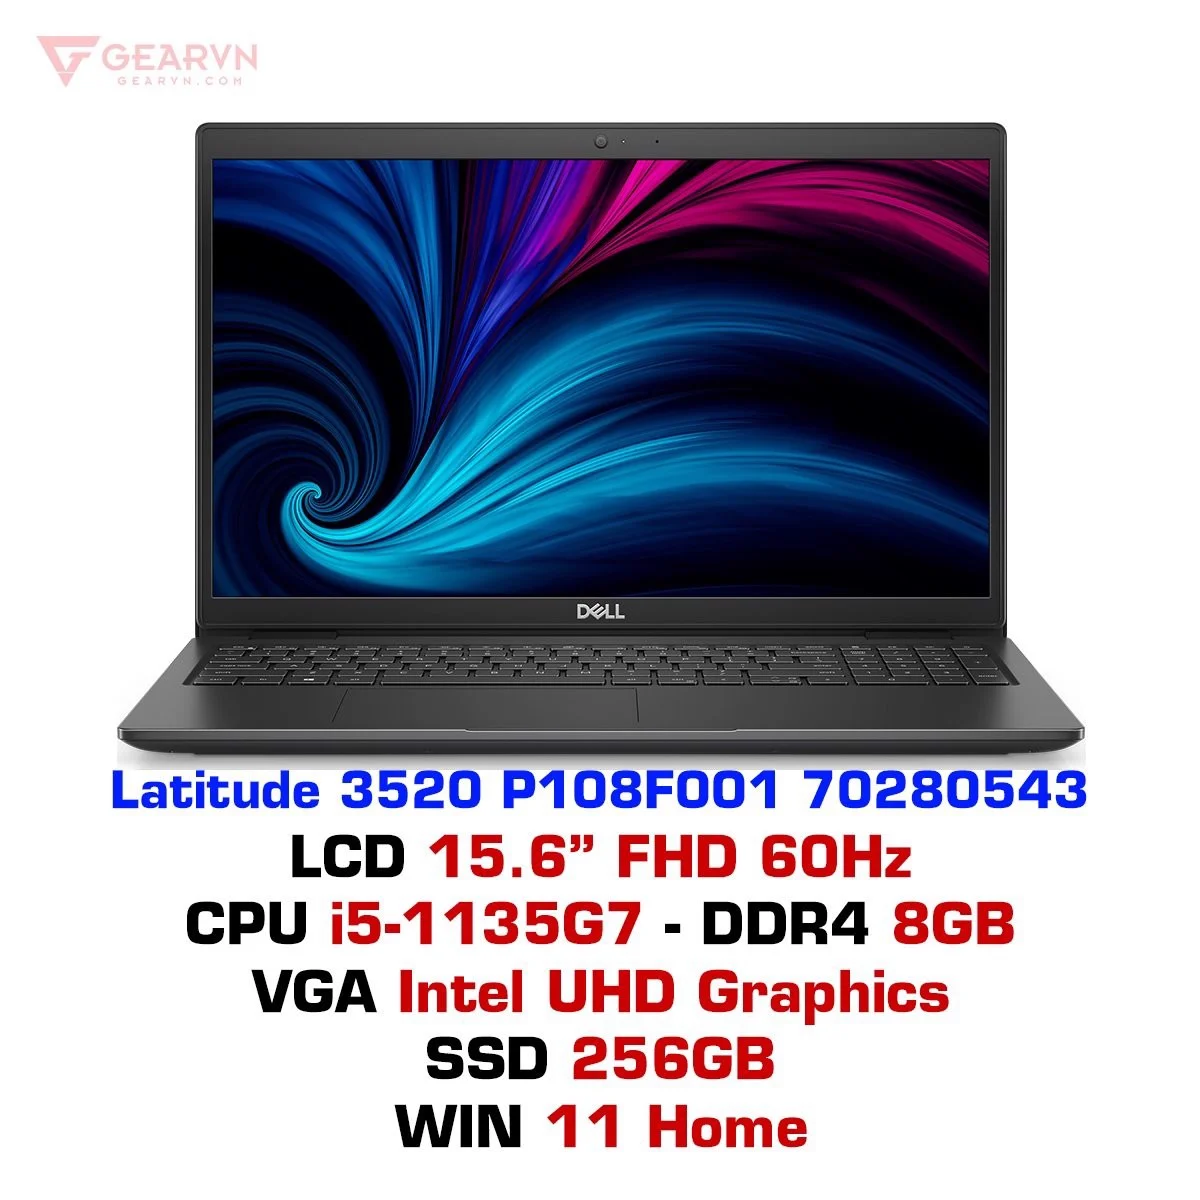 GEARVN
GEARVN.COM
DELL
Latitude 3520 P108F001 70280543
LCD 15.6” FHD 60Hz
CPU i5-1135G7 - DDR4 8GB
VGA Intel UHD Graphics
SSD 256GB
WIN 11 Home